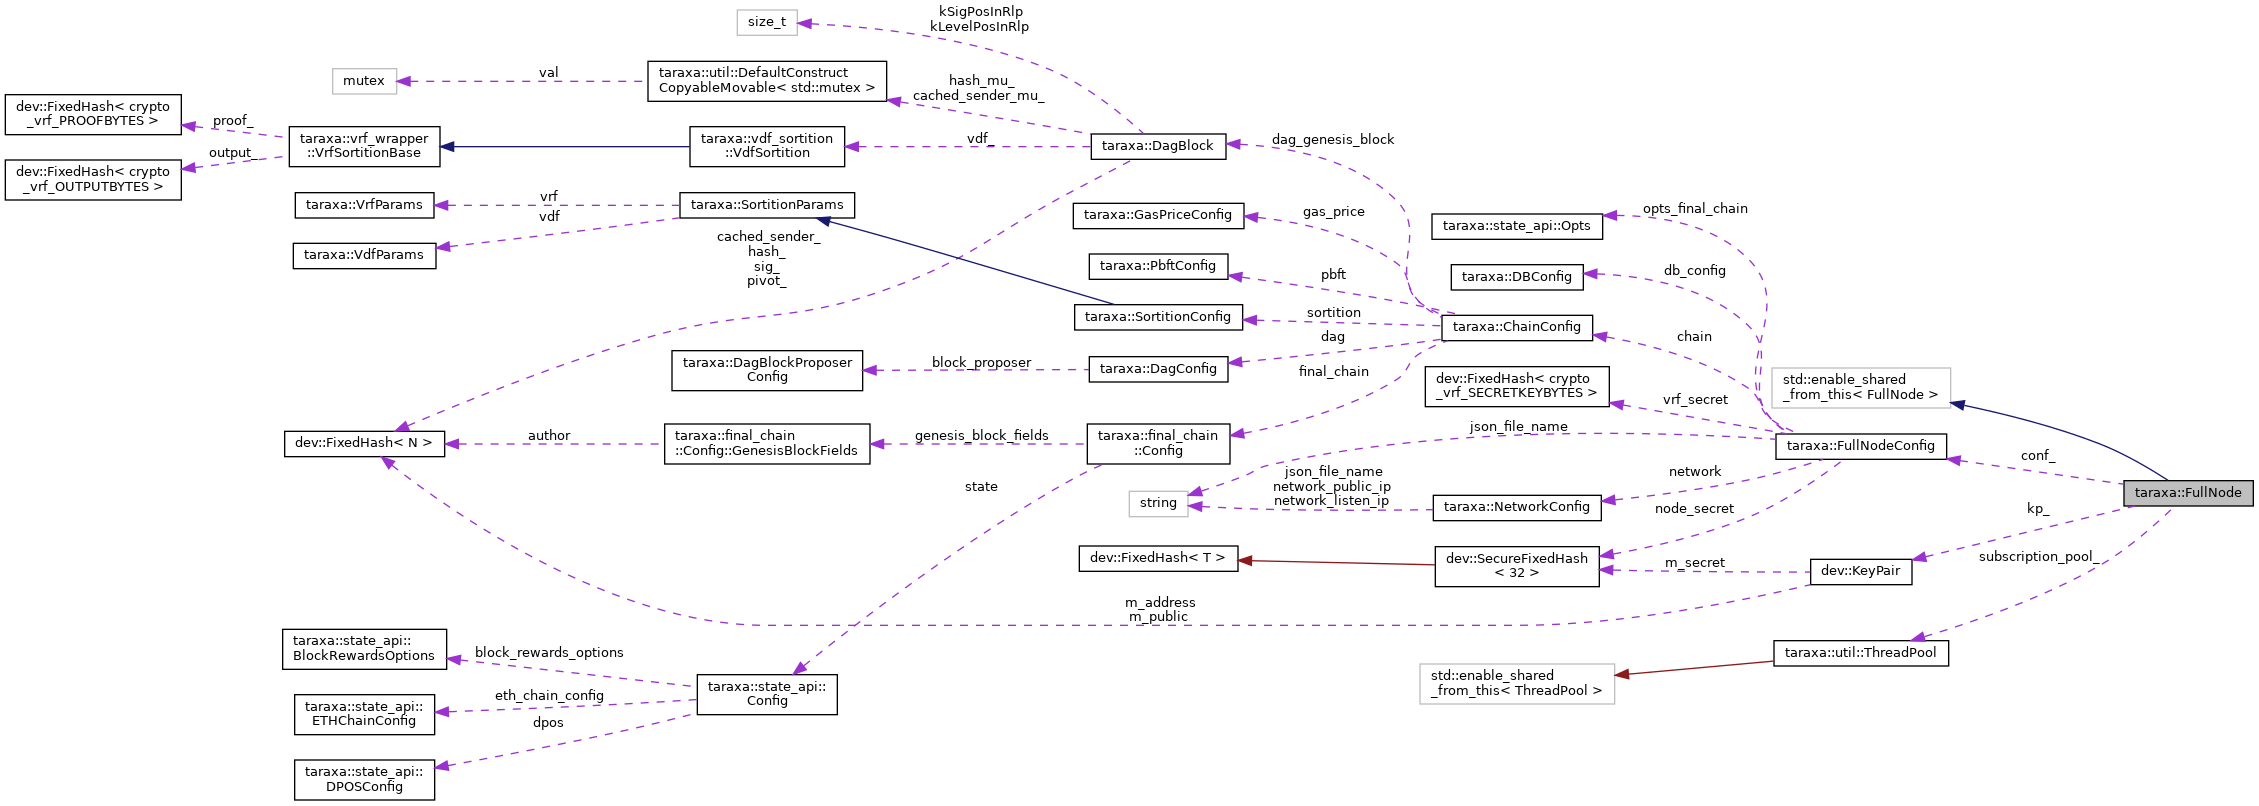 size_t
kSigPosInRlp
kLevelPosInRlp
mutex
val
taraxa::util::DefaultConstruct
CopyableMovable< std::mutex >
hash_mu_
cached_sender_mu_
dev::FixedHash< crypto
_vrf_PROOFBYTES >
proof_
taraxa::vrf_wrapper
::VrfSortitionBase
taraxa::vdf_sortition
::VdfSortition
vdf_
taraxa::DagBlock
dag_genesis_block
output_
dev::FixedHash< crypto
_vrf_OUTPUTBYTES >
taraxa::VrfParams
vrf
vdf
taraxa::SortitionParams
taraxa::VdfParams
taraxa::GasPriceConfig
gas_price
taraxa::state_api::Opts
opts_final_chain
cached_sender_
hash_
sig_
pivot_
taraxa::PbftConfig
pbft
taraxa::DBConfig
db_config
taraxa::SortitionConfig
sortition
taraxa::ChainConfig
chain
dag
taraxa::DagBlockProposer
Config
block_proposer
taraxa::DagConfig
final_chain
dev::FixedHash< crypto
_vrf_SECRETKEYBYTES >
vrf_secret
std::enable_shared
_from_this< FullNode >
dev::FixedHash< N >
author
taraxa::final_chain
::Config::GenesisBlockFields
genesis_block_fields
taraxa::final_chain
::Config
json_file_name
taraxa::FullNodeConfig
conf_
state
string
json_file_name
network_public_ip
network_listen_ip
taraxa::NetworkConfig
network
node_secret
taraxa::FullNode
kp_
subscription_pool_
dev::FixedHash< T >
dev::SecureFixedHash
< 32 >
m_secret
dev::KeyPair
m_address
m_public
taraxa::state_api::
BlockRewardsOptions
block_rewards_options
taraxa::util::ThreadPool
std::enable_shared
_from_this< ThreadPool >
taraxa::state_api::
Config
eth_chain_config
taraxa::state_api::
ETHChainConfig
dpos
taraxa::state_api::
DPOSConfig